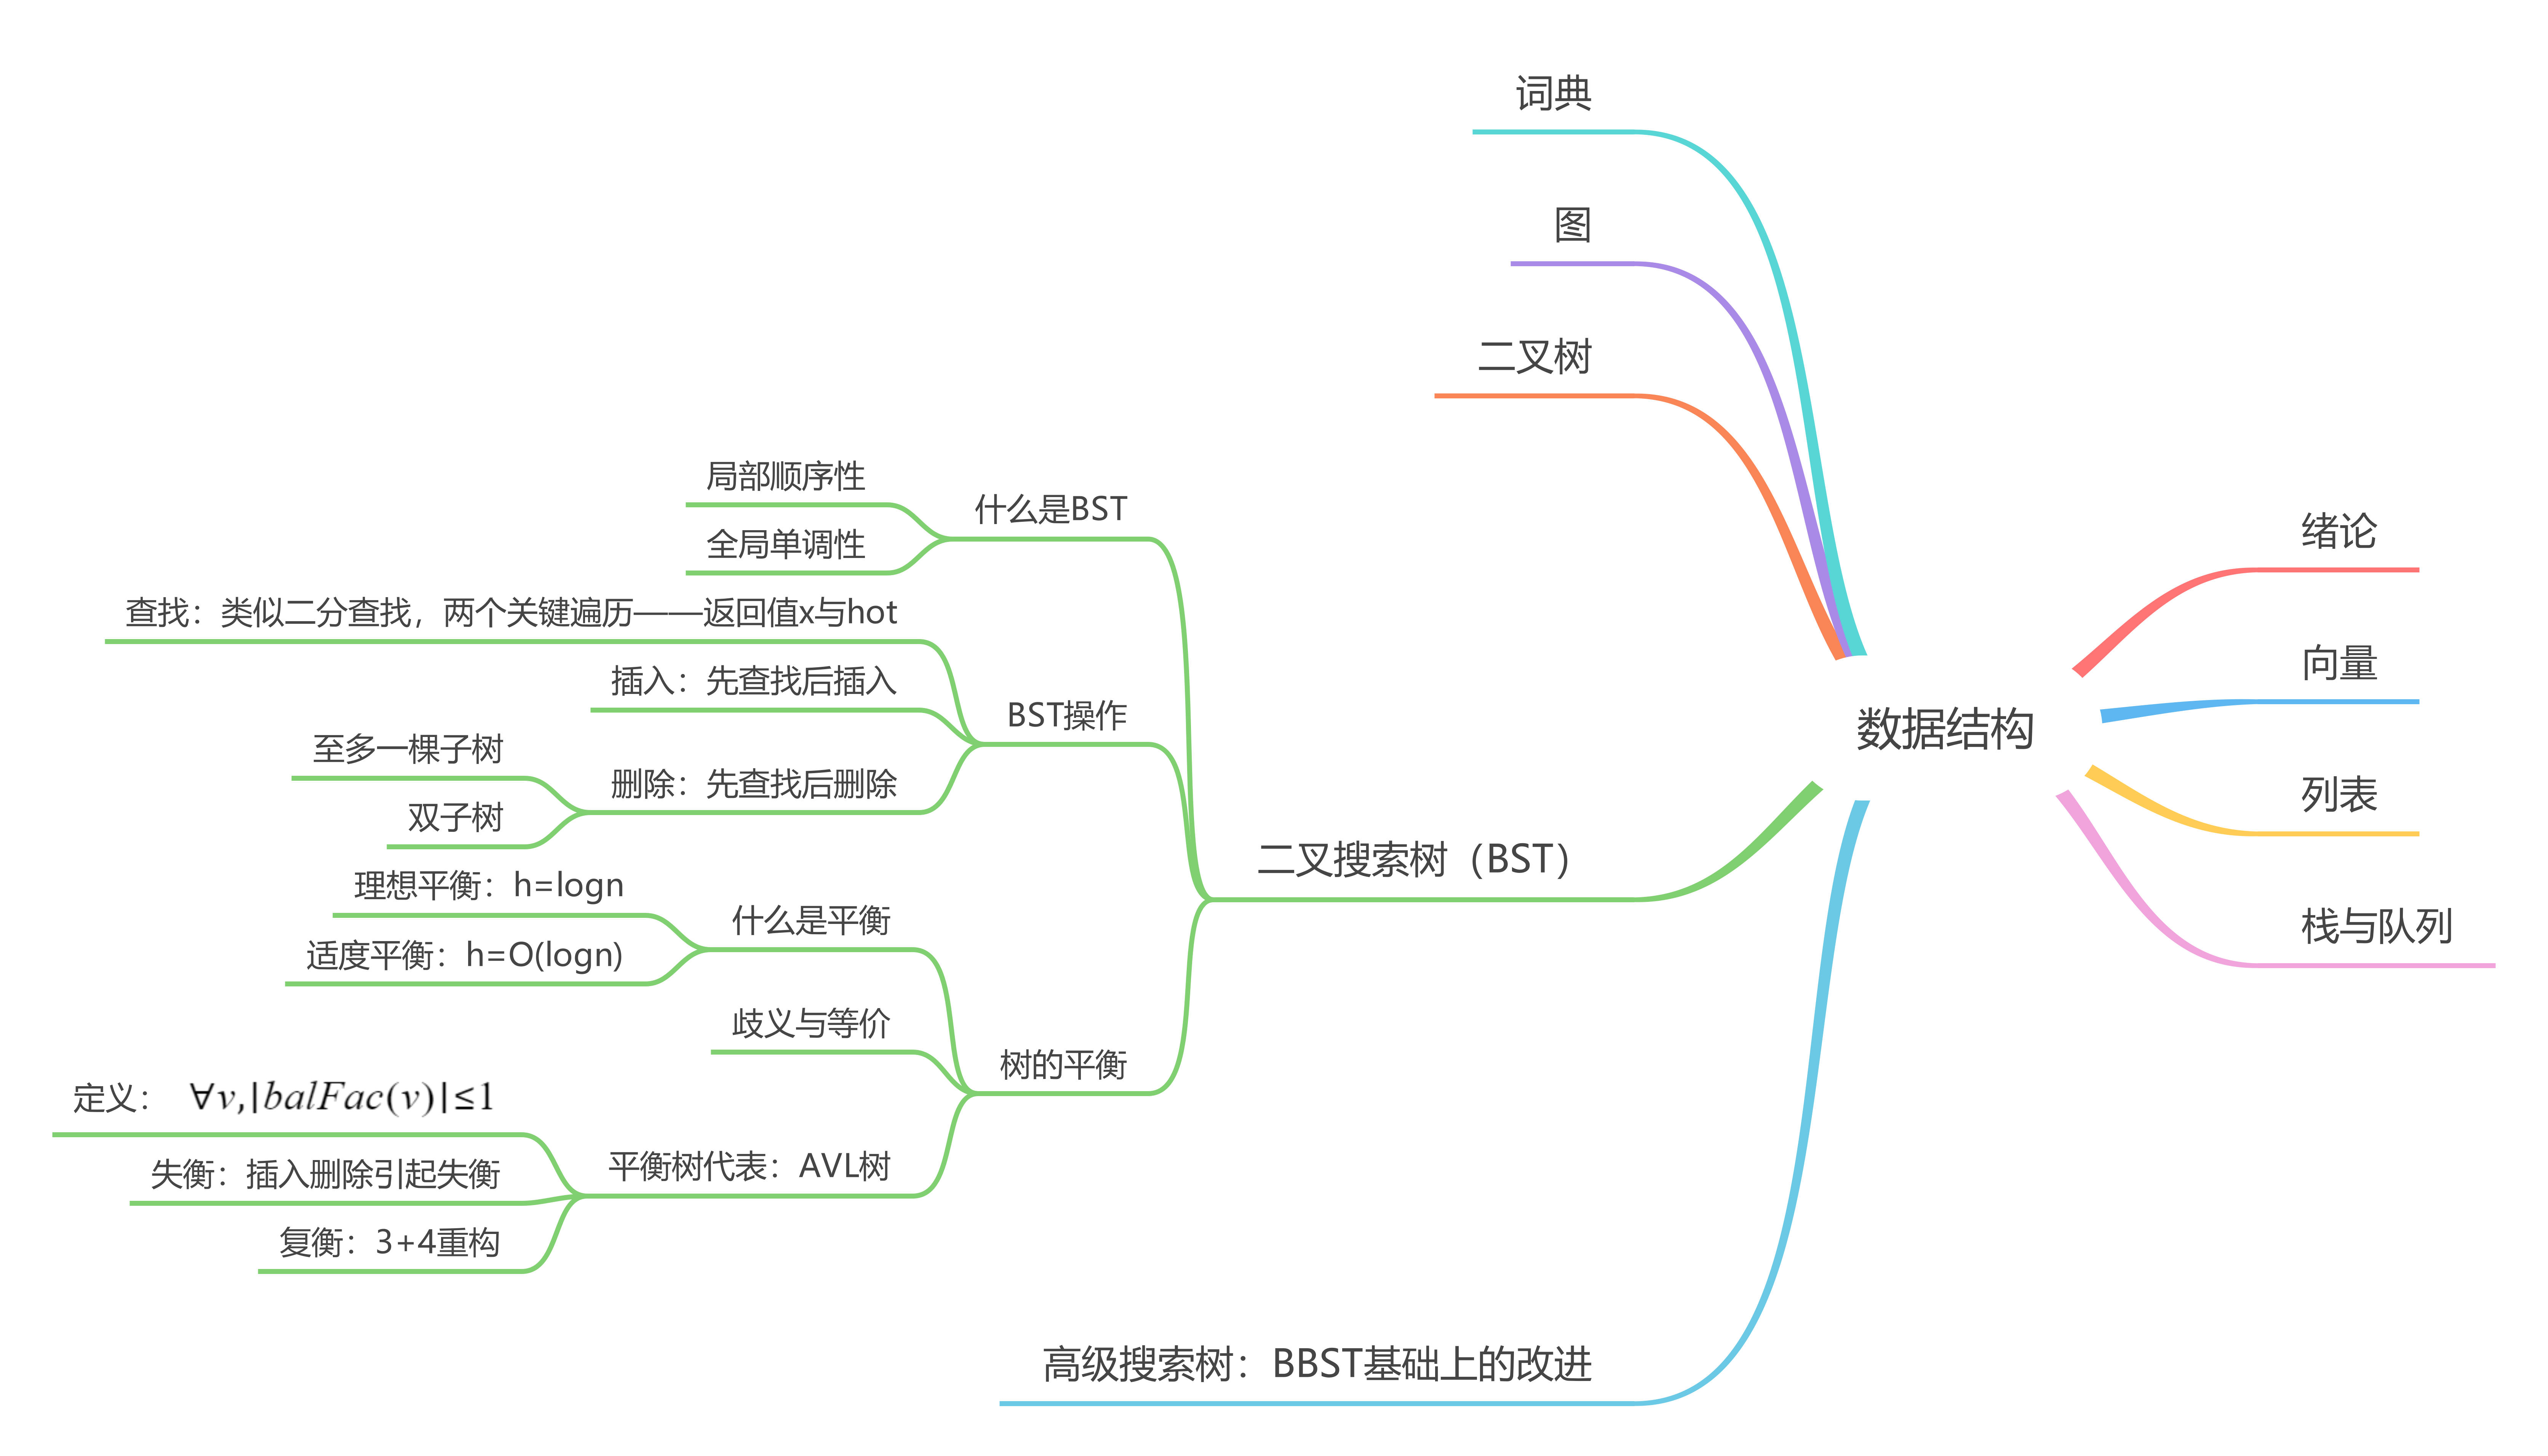 数据结构
绪论
向量
列表
栈与队列
词典
图
二叉树
二叉搜索树（BST）
什么是BST
局部顺序性
全局单调性
BST操作
查找：类似二分查找，两个关键遍历——返回值x与hot
插入：先查找后插入
删除：先查找后删除
至多一棵子树
双子树
树的平衡
什么是平衡
理想平衡：h=logn
适度平衡：h=O(logn)
歧义与等价
平衡树代表：AVL树
定义： ∀v,|balFac(v)|≤1
失衡：插入删除引起失衡
复衡：3+4重构
高级搜索树：BBST基础上的改进